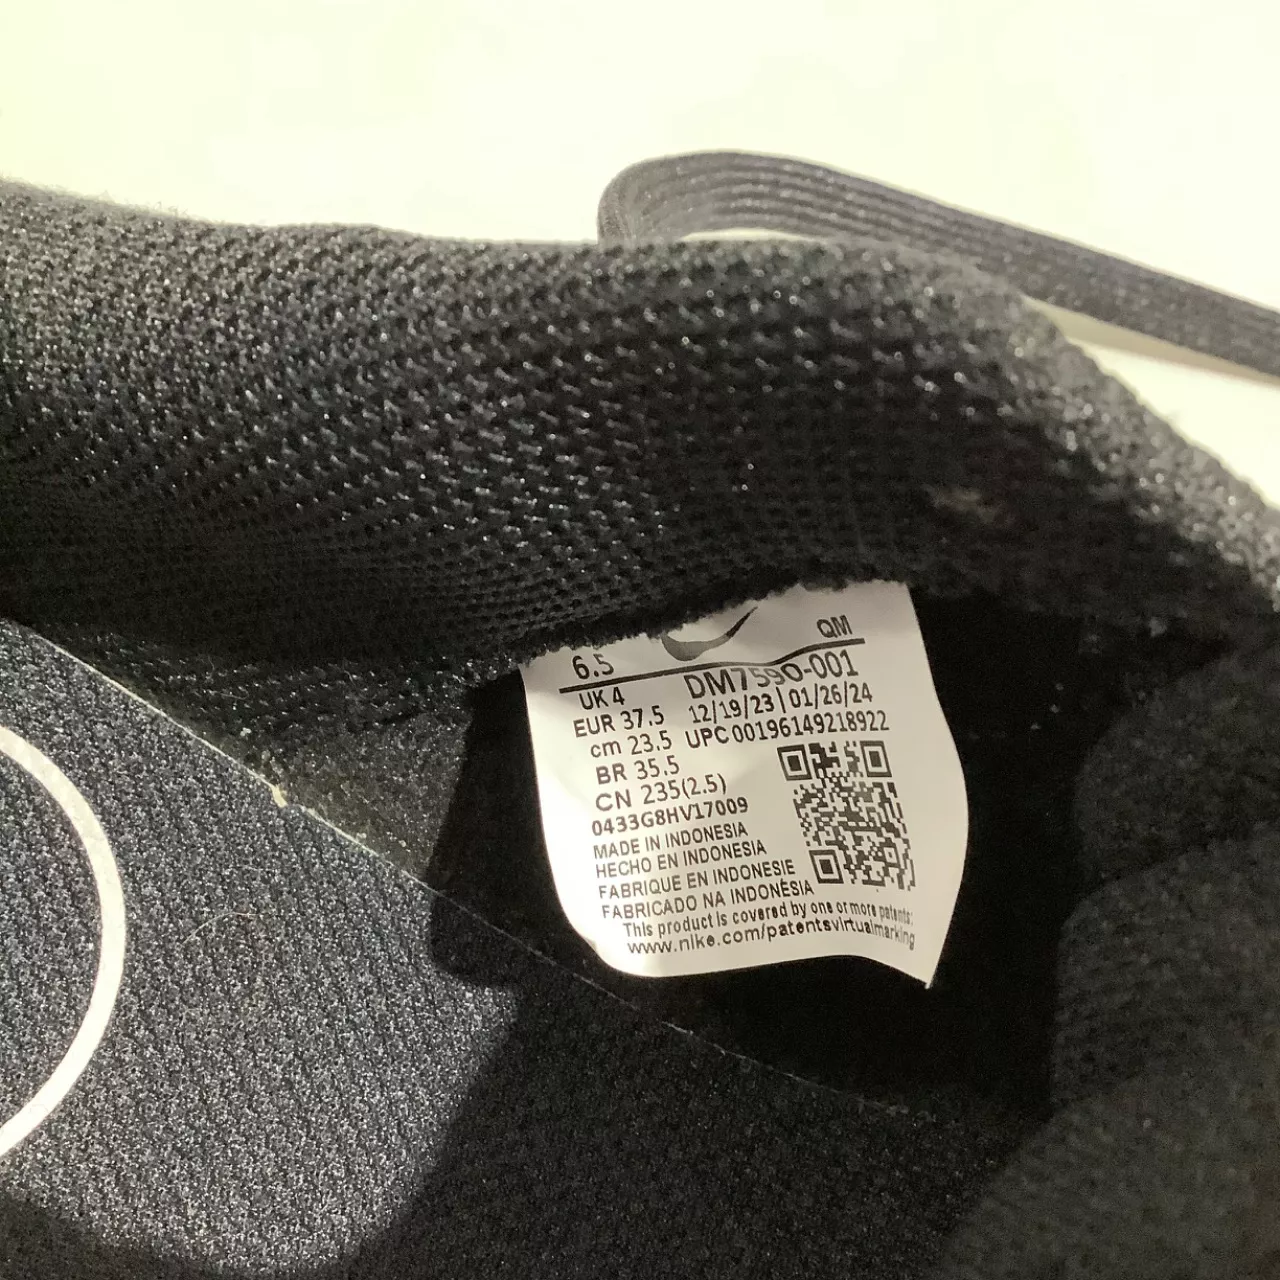 6.5 QM
UK 4 DM7590-001
EUR 37.5 12/19/23 | 01/26/24
cm 23.5 UPC 00196149218922
BR 35.5
CN 235(2.5)
0433G8HV17009
MADE IN INDONESIA
HECHO EN INDONESIA
FABRIQUE EN INDONESIE
FABRICADO NA INDONÉSIA
This product is covered by one or more patents:
www.nike.com/patentsvirtualmarking